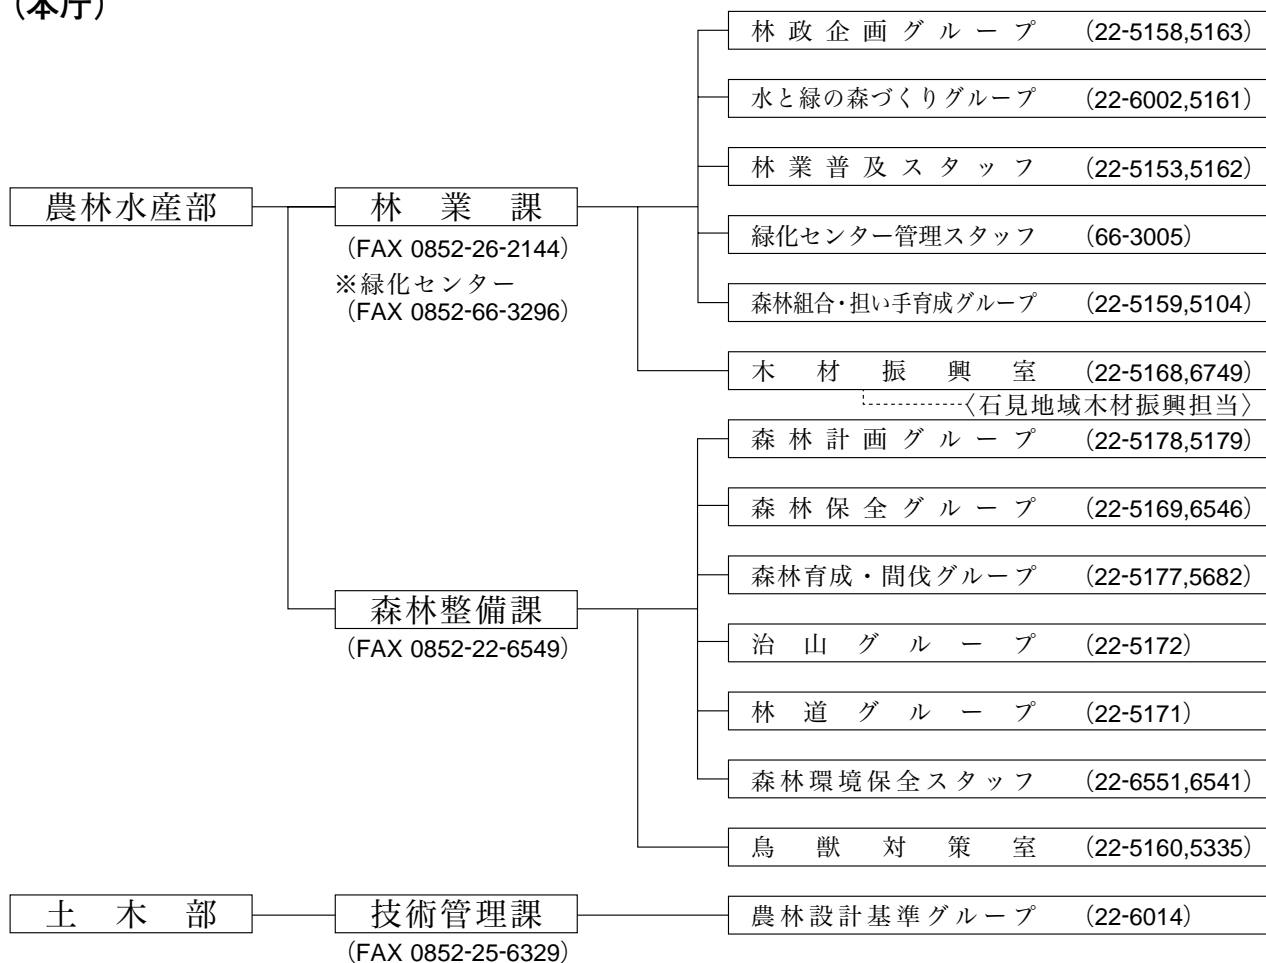 （本庁）
林政企画グループ （22-5158,5163）
水と緑の森づくりグループ （22-6002,5161）
林業普及スタッフ （22-5153,5162）
農林水産部 林業課
（FAX 0852-26-2144）
※緑化センター
（FAX 0852-66-3296）
緑化センター管理スタッフ （66-3005）
森林組合・担い手育成グループ （22-5159,5104）
木材振興室 （22-5168,6749）
〈石見地域木材振興担当〉
森林計画グループ （22-5178,5179）
森林保全グループ （22-5169,6546）
森林育成・間伐グループ （22-5177,5682）
森林整備課
（FAX 0852-22-6549）
治山グループ （22-5172）
林道グループ （22-5171）
森林環境保全スタッフ （22-6551,6541）
鳥獣対策室 （22-5160,5335）
土木部 技術管理課 農林設計基準グループ （22-6014）
（FAX 0852-25-6329）